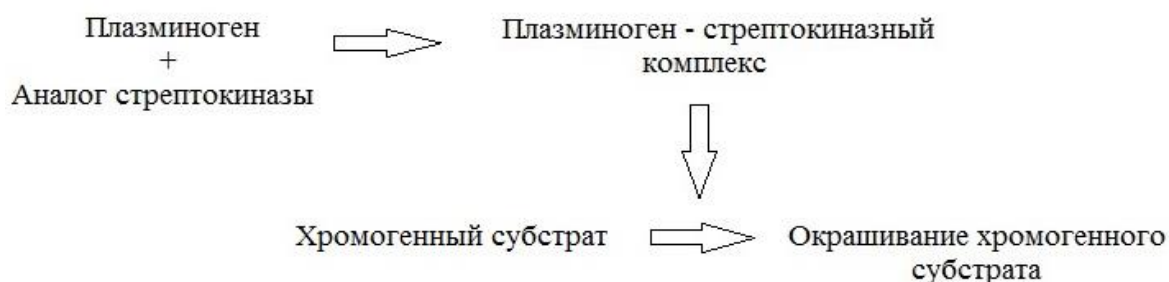 Плазминоген
+
Аналог стрептокиназы
Плазминоген - стрептокиназный
комплекс
Хромогенный субстрат
Окрашивание хромогенного
субстрата